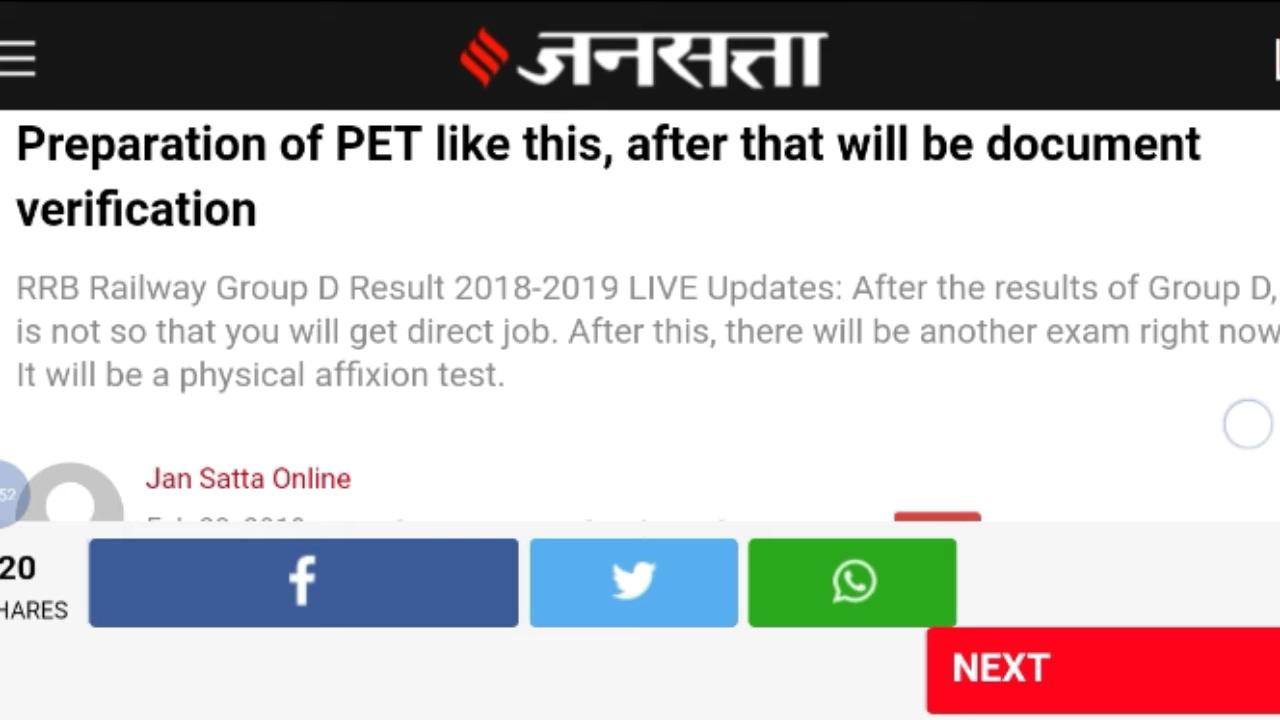 जनसत्ता
Preparation of PET like this, after that will be document
verification
RRB Railway Group D Result 2018-2019 LIVE Updates: After the results of Group D,
is not so that you will get direct job. After this, there will be another exam right now
It will be a physical affixion test.
Jan Satta Online
52
20
HARES
NEXT